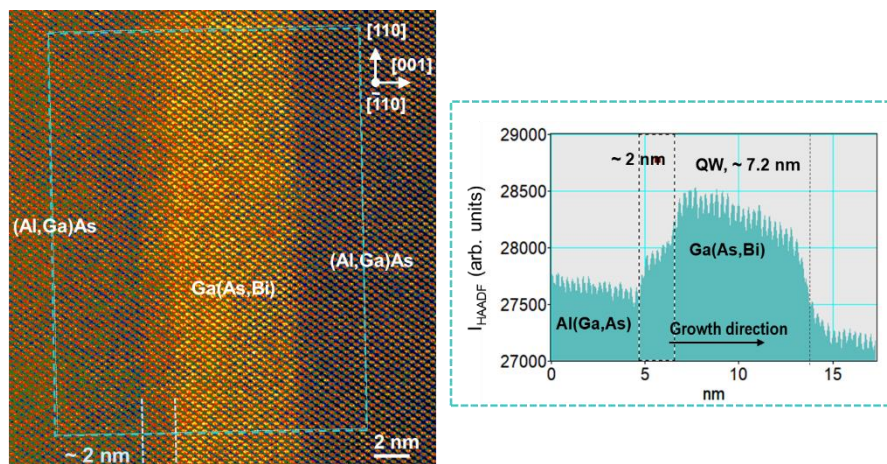 [110]
[001]
[1̄10]
(Al,Ga)As
Ga(As,Bi)
(Al,Ga)As
~ 2 nm
2 nm
29000
28500
28000
27500
27000
I_HAADF (arb. units)
~ 2 nm
QW, ~ 7.2 nm
Ga(As,Bi)
Al(Ga,As)
Growth direction
0 5 10 15
nm